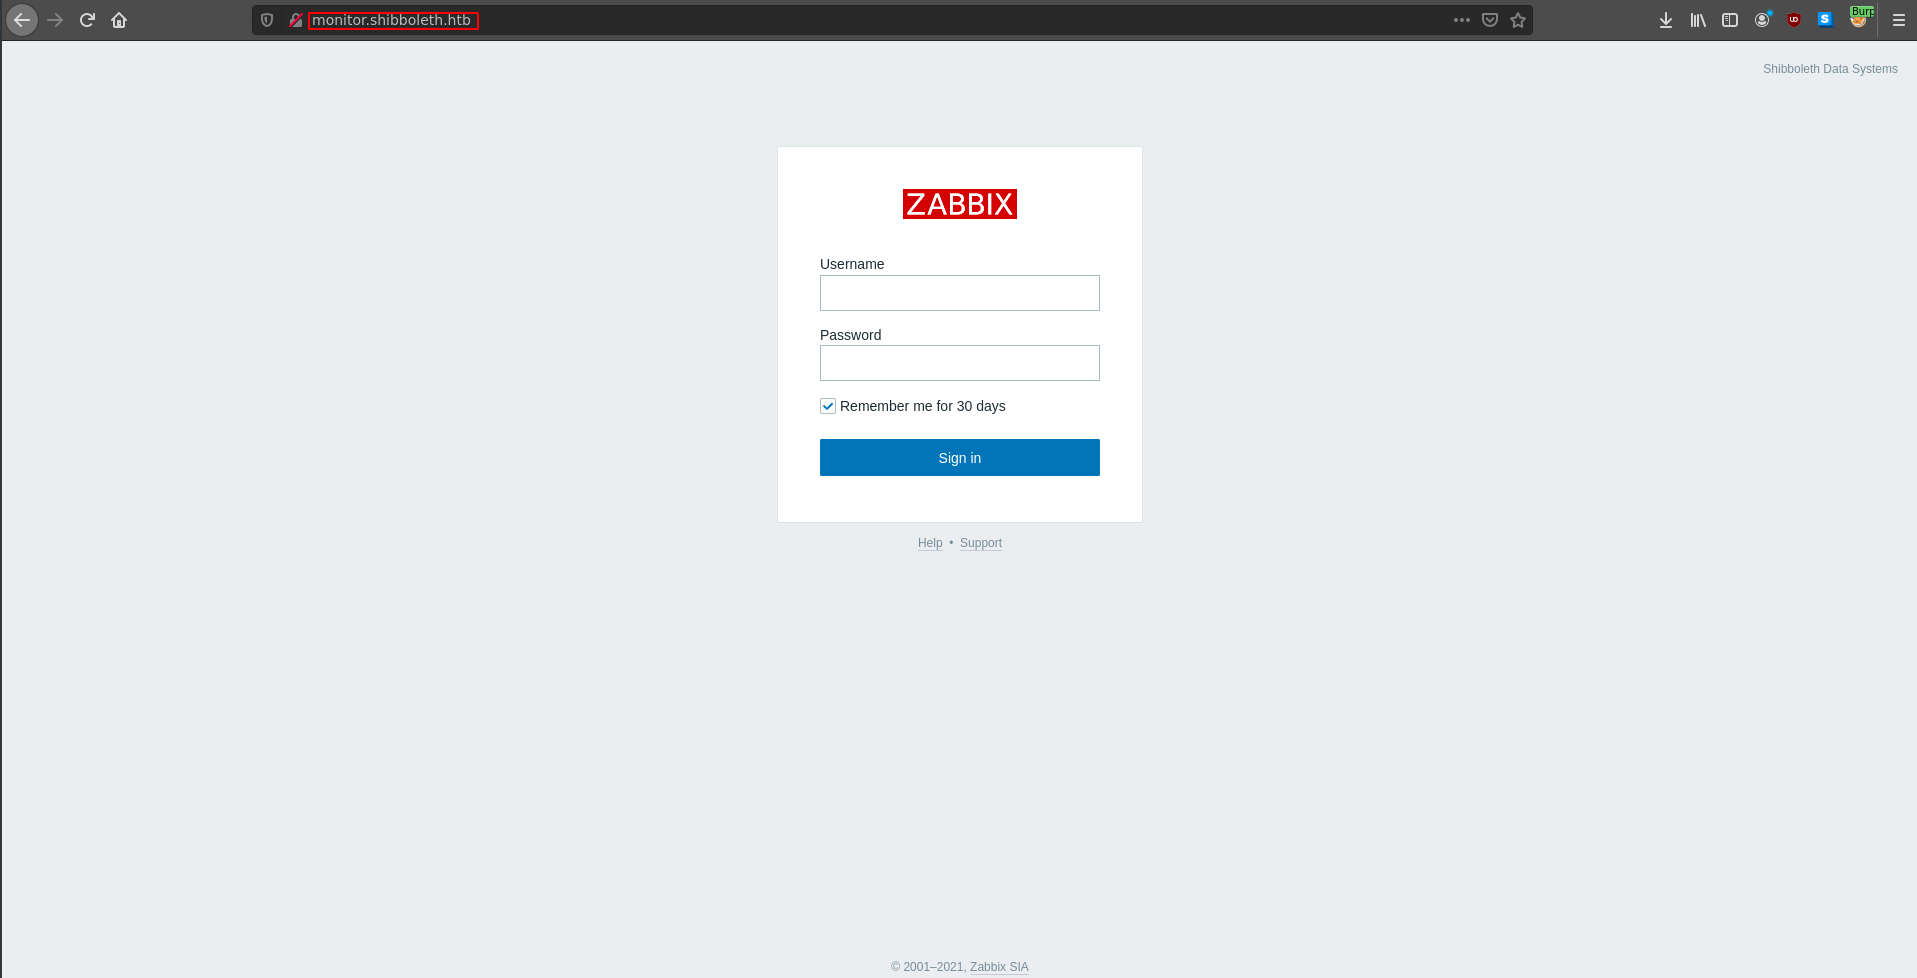 monitor.shibboleth.htb
Burp
Shibboleth Data Systems
ZABBIX
Username
Password
Remember me for 30 days
Sign in
Help • Support
© 2001–2021, Zabbix SIA